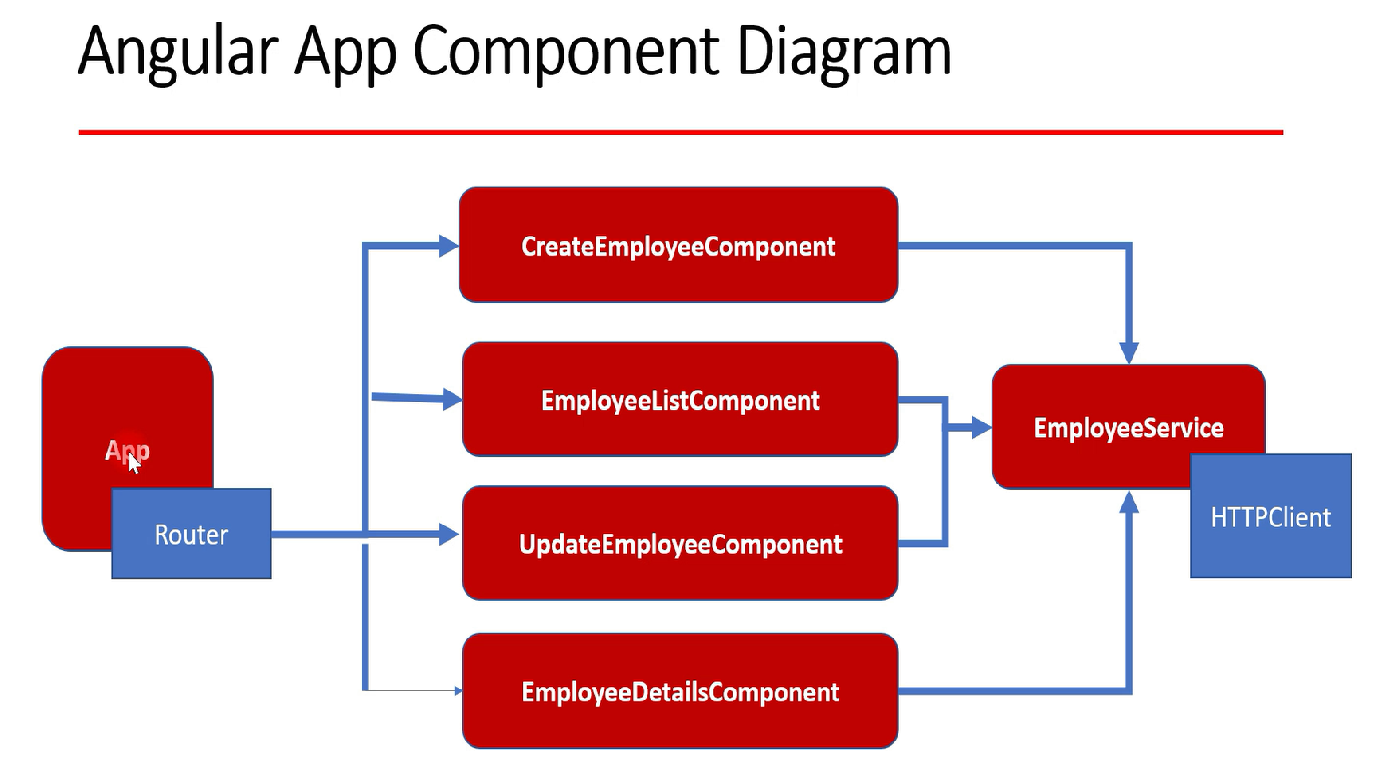 Angular App Component Diagram
CreateEmployeeComponent
EmployeeListComponent
App
EmployeeService
Router
HTTPClient
UpdateEmployeeComponent
EmployeeDetailsComponent